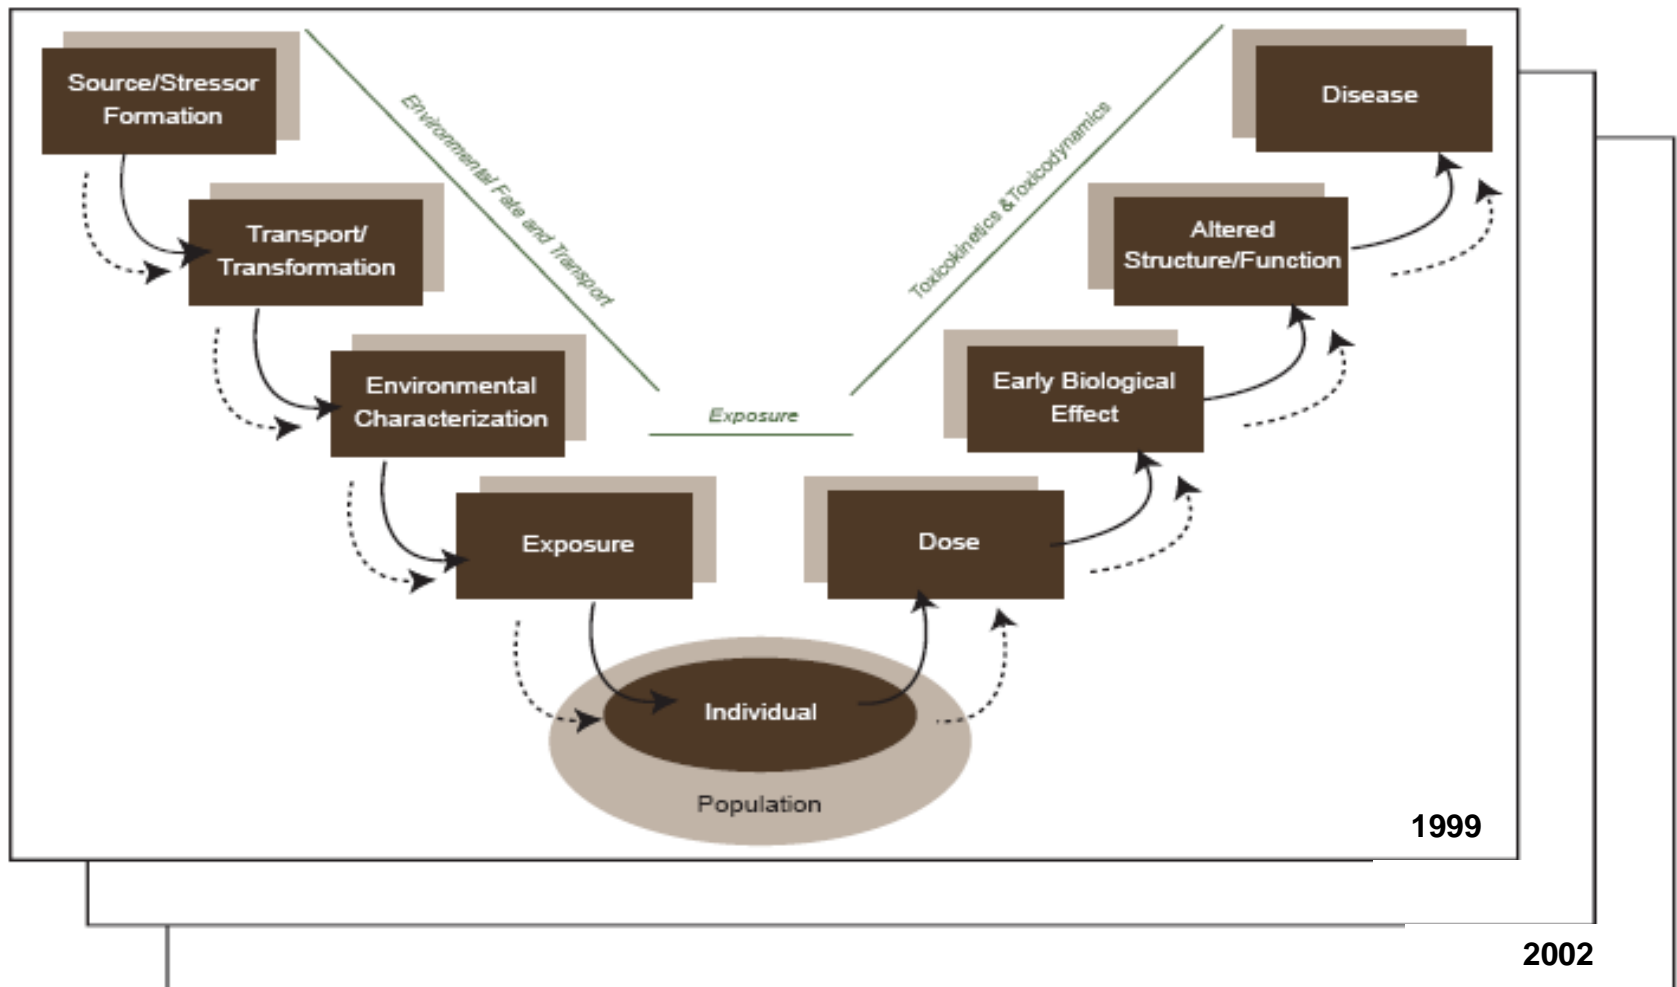 Source/Stressor
Formation
Transport/
Transformation
Environmental
Characterization
Exposure
Environmental Fate and Transport
Exposure
Toxicokinetics & Toxicodynamics
Individual
Population
Dose
Early Biological
Effect
Altered
Structure/Function
Disease
1999
2002